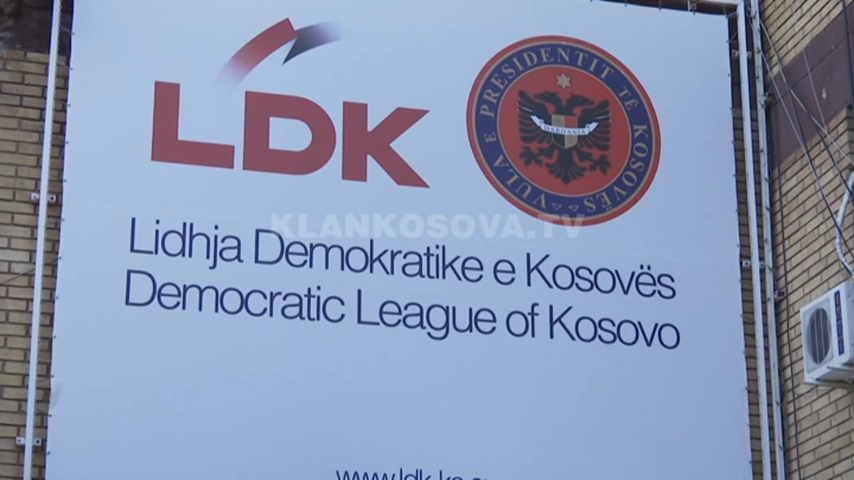 LDK
VULA E PRESIDENTIT TË KOSOVËS
DARDANIA
KLANKOSOVA.TV
Lidhja Demokratike e Kosovës
Democratic League of Kosovo